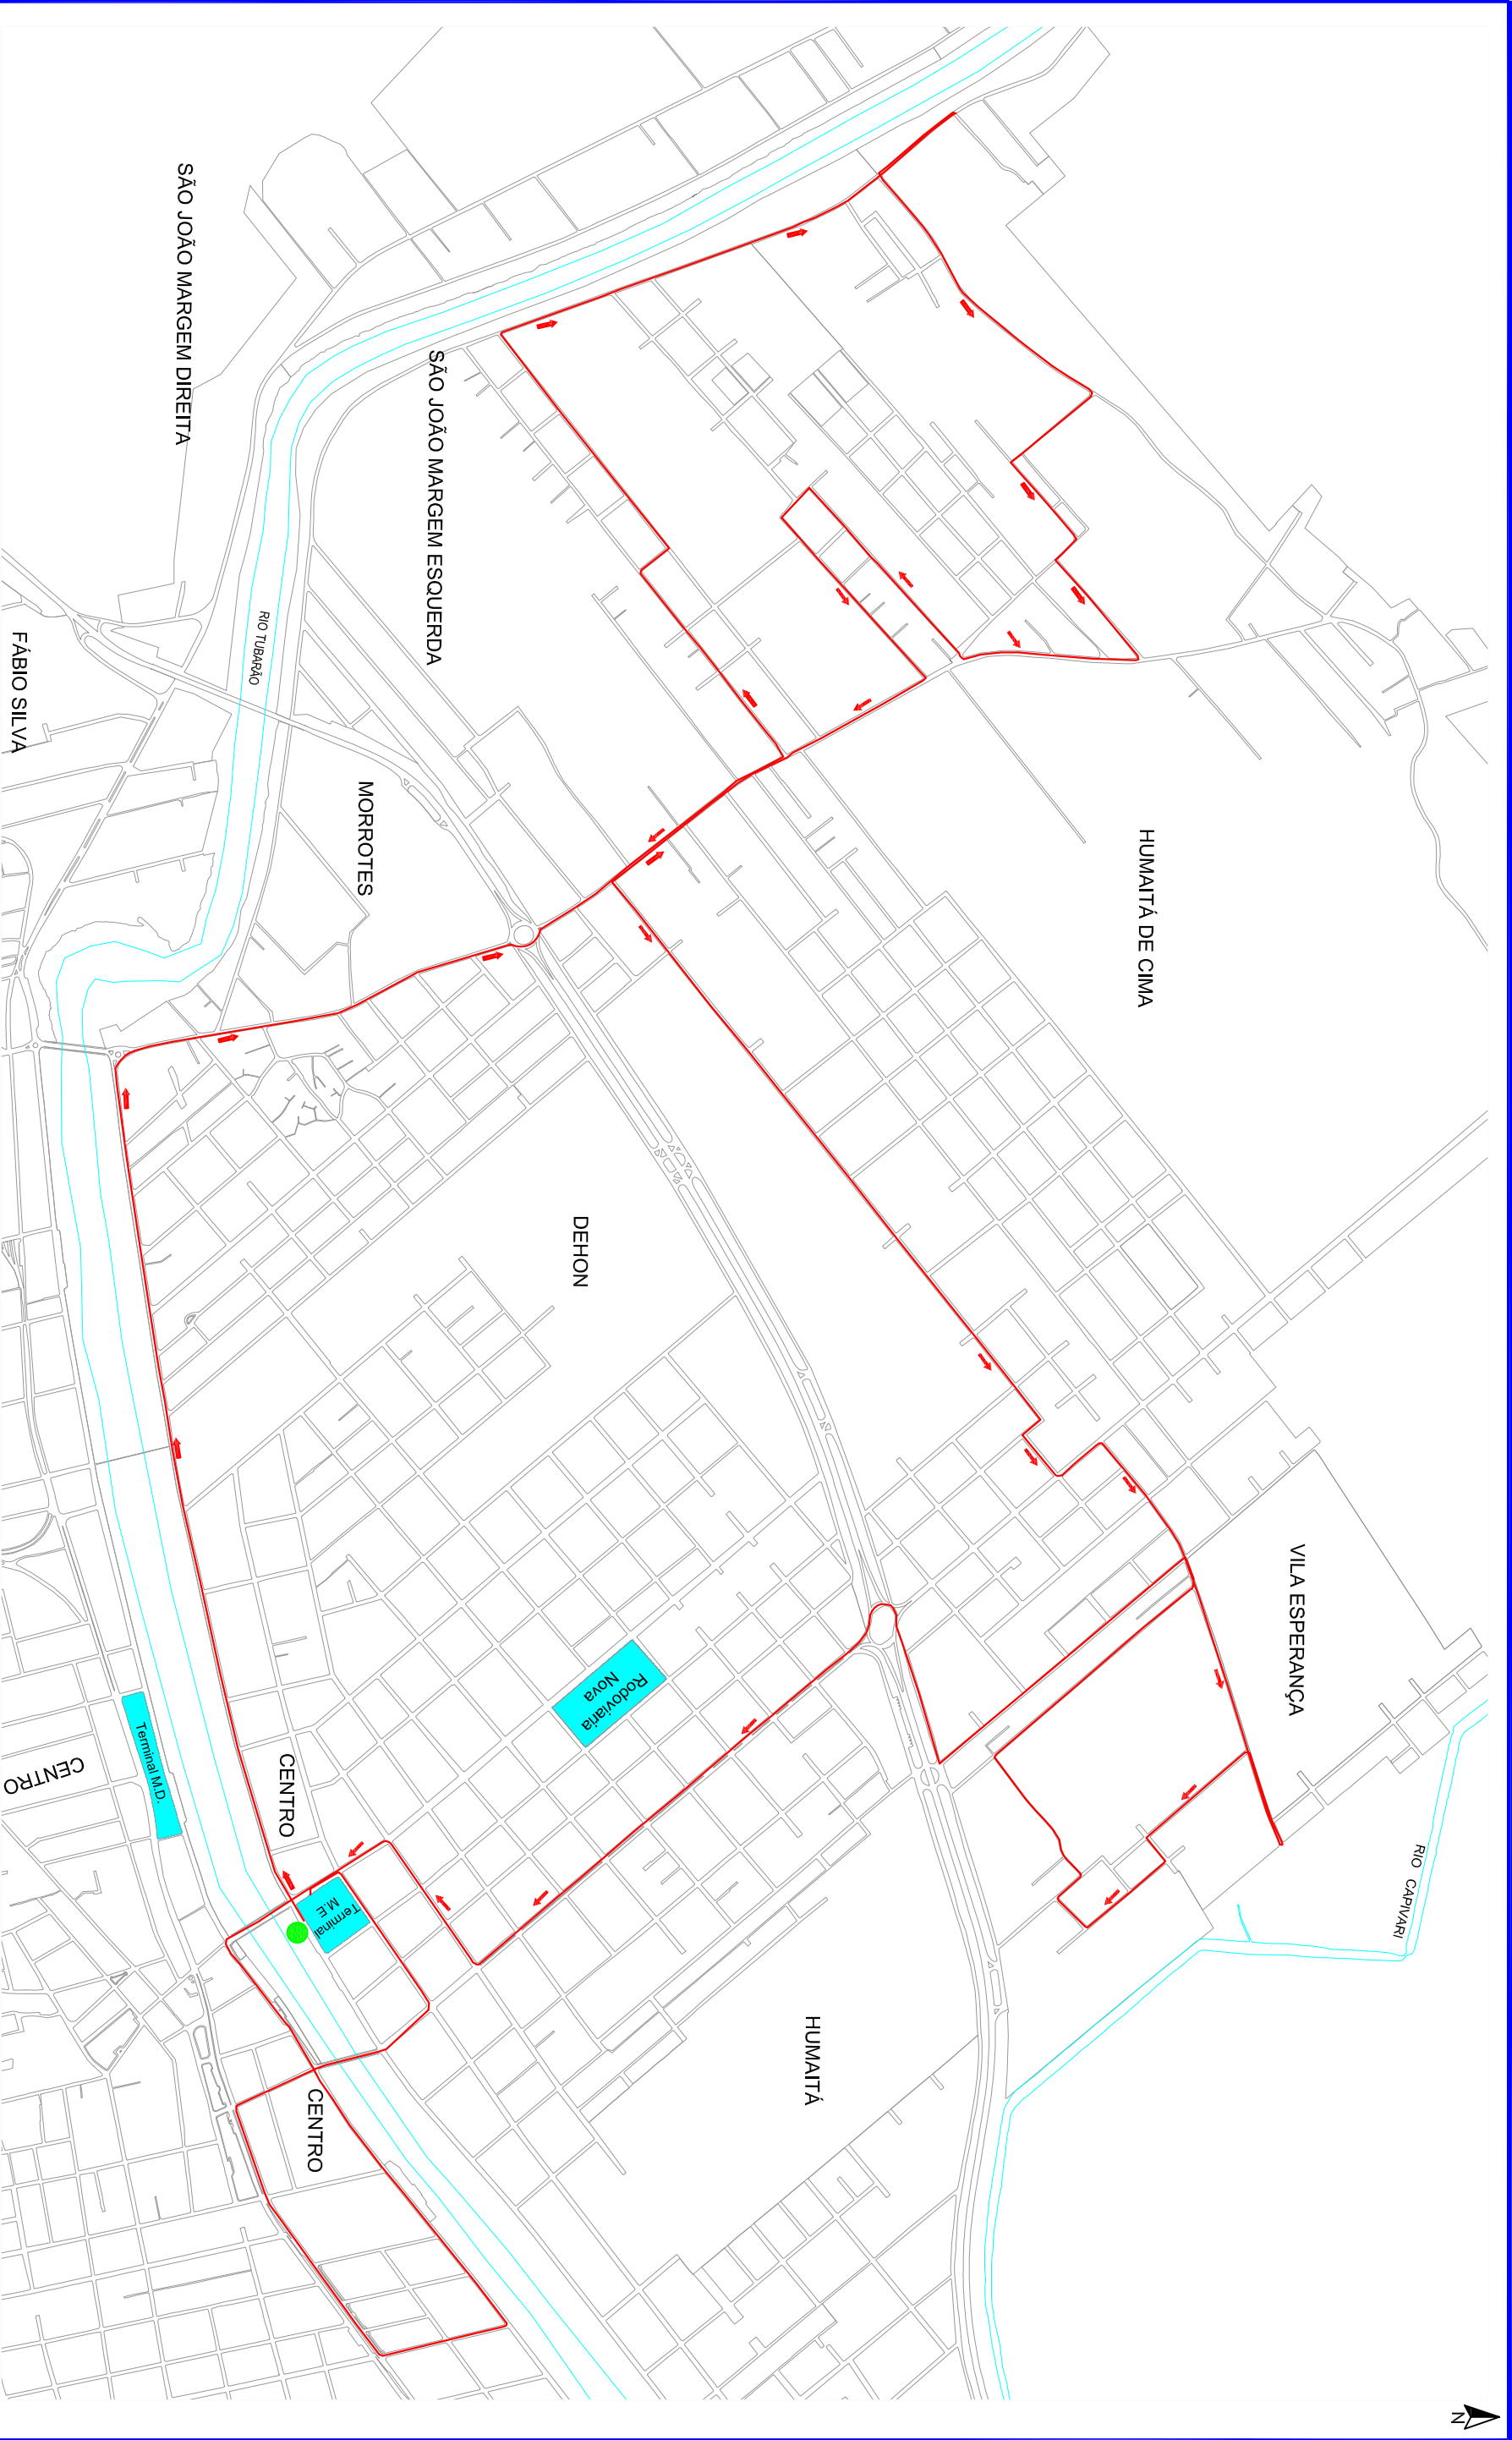 SÃO JOÃO MARGEM DIREITA
SÃO JOÃO MARGEM ESQUERDA
RIO TUBARÃO
FÁBIO SILVA
MORROTES
HUMAITÁ DE CIMA
DEHON
VILA ESPERANÇA
Rodoviaria
Nova
Terminal M.D.
CENTRO
CENTRO
Terminal
M.E
RIO CAPIVARI
HUMAITÁ
CENTRO
N